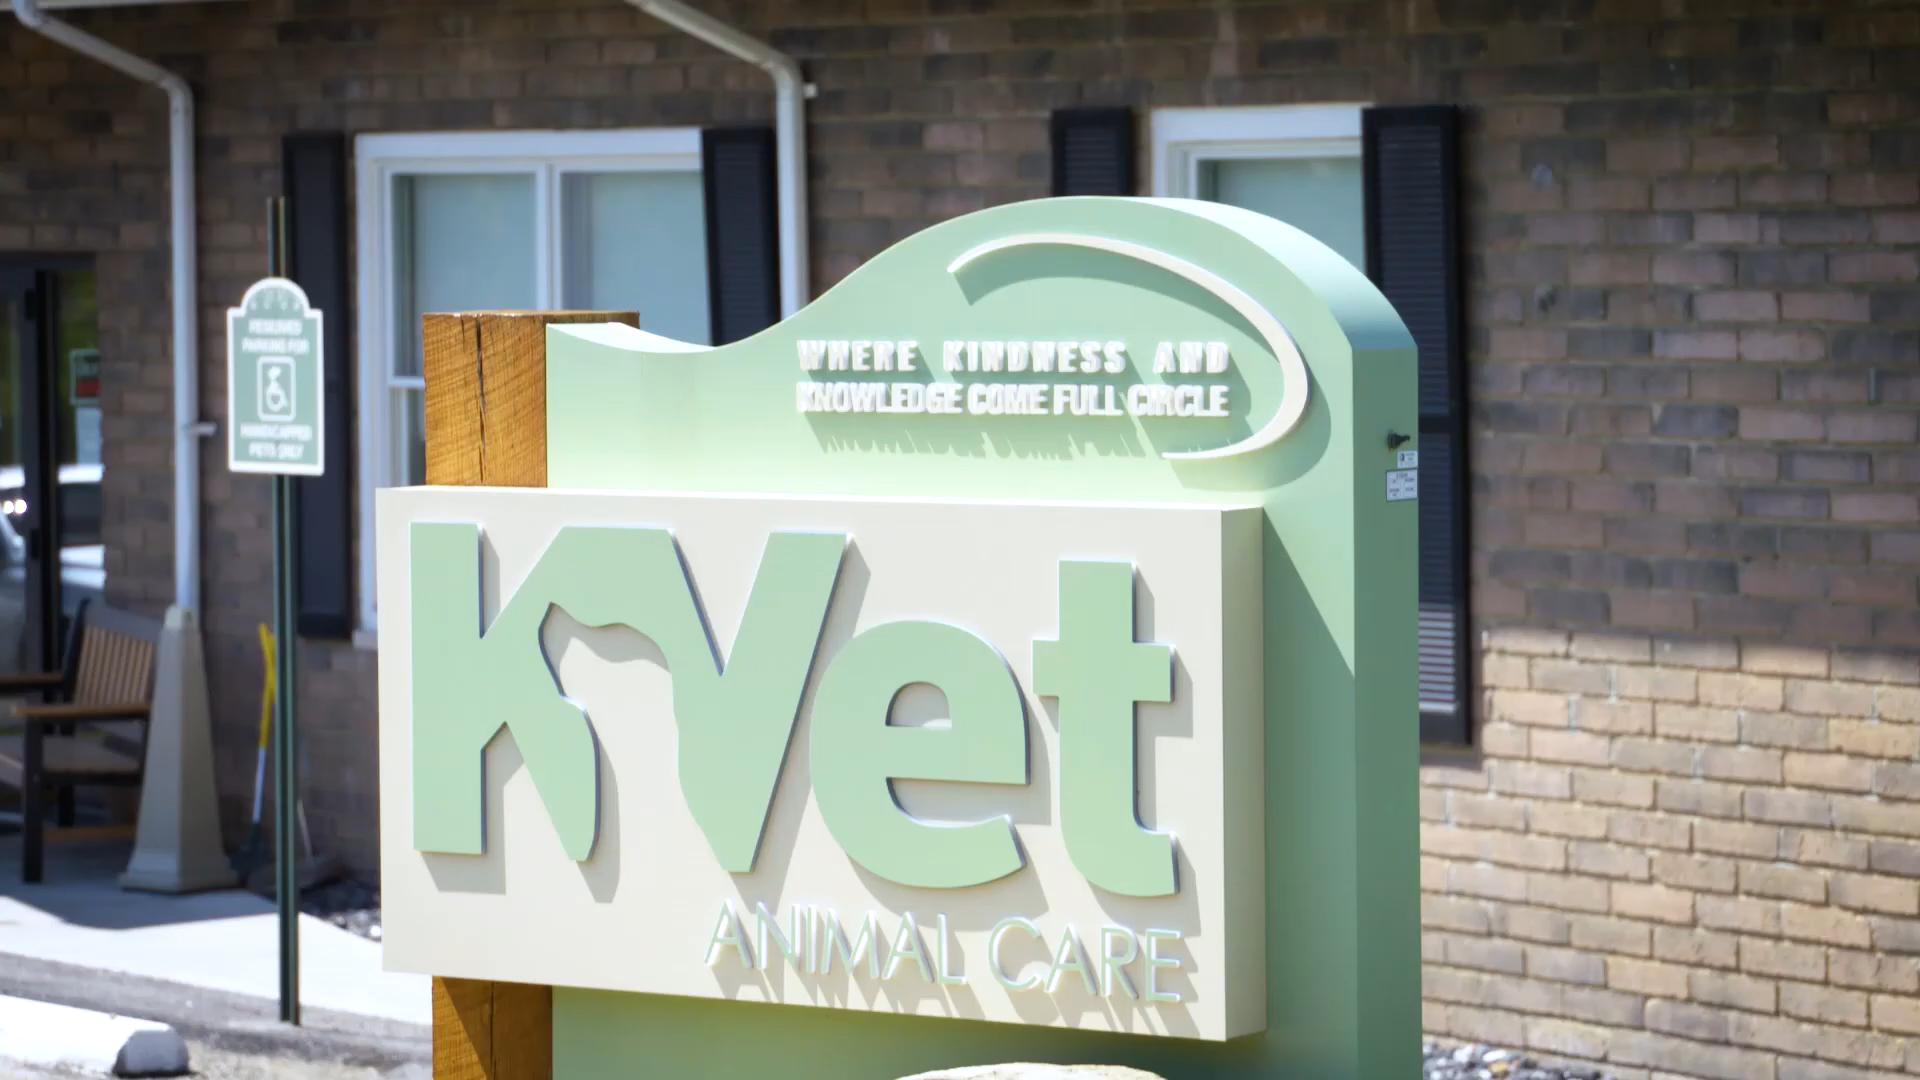 WHERE KINDNESS AND
KNOWLEDGE COME FULL CIRCLE
KVet
ANIMAL CARE
RESERVED
PARKING FOR
HANDICAPPED
PETS ONLY